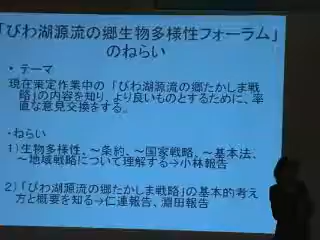 「びわ湖源流の郷生物多様性フォーラム」
のねらい
・ テーマ
現在策定作業中の 「びわ湖源流の郷たかしま戦
略」の内容を知り、より良いものとするために、率
直な意見交換をする。
・ねらい
1)生物多様性、~条約、~国家戦略、~基本法、
~地域戦略について理解する→小林報告
2) 「びわ湖源流の郷たかしま戦略」の基本的考え
方と概要を知る→仁連報告、淵田報告